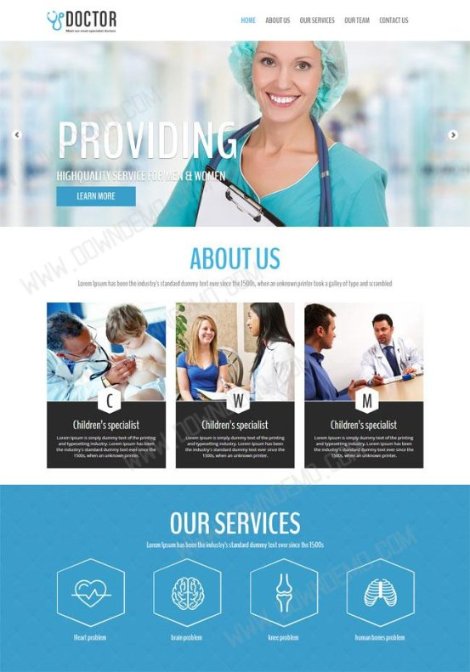 DOCTOR
HOME ABOUT US OUR SERVICES OUR TEAM CONTACT US
PROVIDING
HIGHQUALITY SERVICE FOR MEN & WOMEN
LEARN MORE
ABOUT US
Lorem Ipsum has been the industry's standard dummy text ever since the 1500s, when an unknown printer took a galley of type and scrambled
C
W
M
Children's specialist
Lorem Ipsum is simply dummy text of the printing
and typesetting industry. Lorem Ipsum has been
the industry's standard dummy text ever since the
1500s, when an unknown printer.
Children's specialist
Lorem Ipsum is simply dummy text of the printing
and typesetting industry. Lorem Ipsum has been
the industry's standard dummy text ever since the
1500s, when an unknown printer.
Children's specialist
Lorem Ipsum is simply dummy text of the printing
and typesetting industry. Lorem Ipsum has been
the industry's standard dummy text ever since the
1500s, when an unknown printer.
OUR SERVICES
Lorem Ipsum has been the industry's standard dummy text ever since the 1500s
Heart problem
brain problem
knee problem
human bones problem
WWW.DOWNDEMO.COM